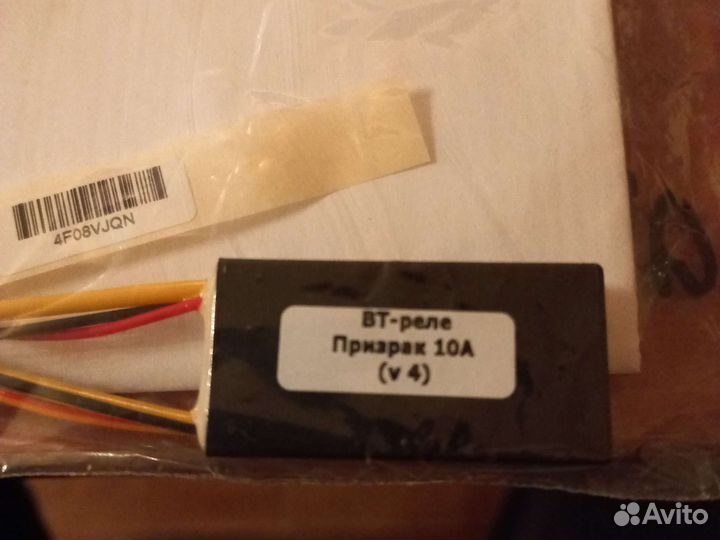 4F08VJQN
BT-реле
Призрак 10А
(v 4)
Avito